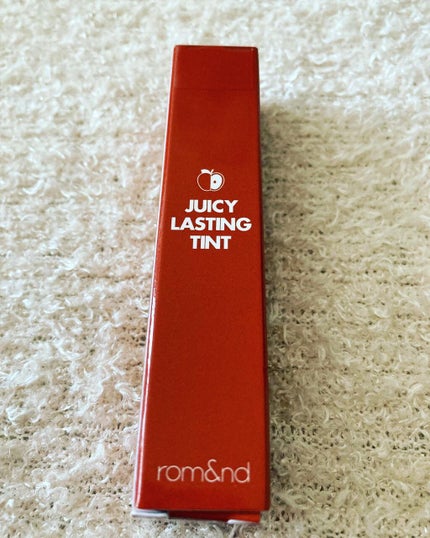 JUICY
LASTING
TINT
rom&nd